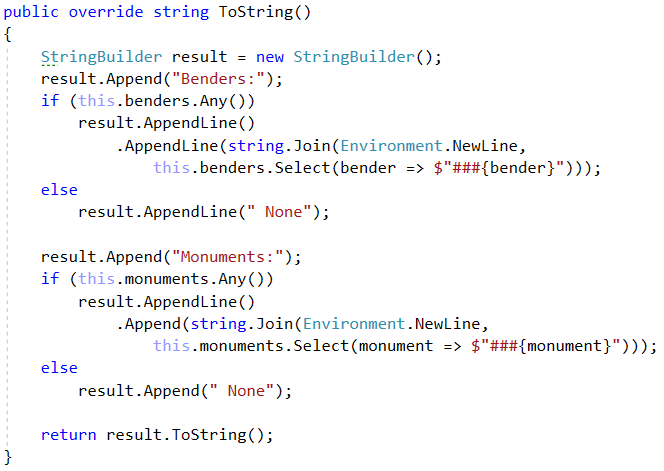 public override string ToString()
{
    StringBuilder result = new StringBuilder();
    result.Append("Benders:");
    if (this.benders.Any())
        result.AppendLine()
            .AppendLine(string.Join(Environment.NewLine,
                this.benders.Select(bender => $"###{bender}")));
    else
        result.AppendLine(" None");

    result.Append("Monuments:");
    if (this.monuments.Any())
        result.AppendLine()
            .Append(string.Join(Environment.NewLine,
                this.monuments.Select(monument => $"###{monument}")));
    else
        result.Append(" None");

    return result.ToString();
}